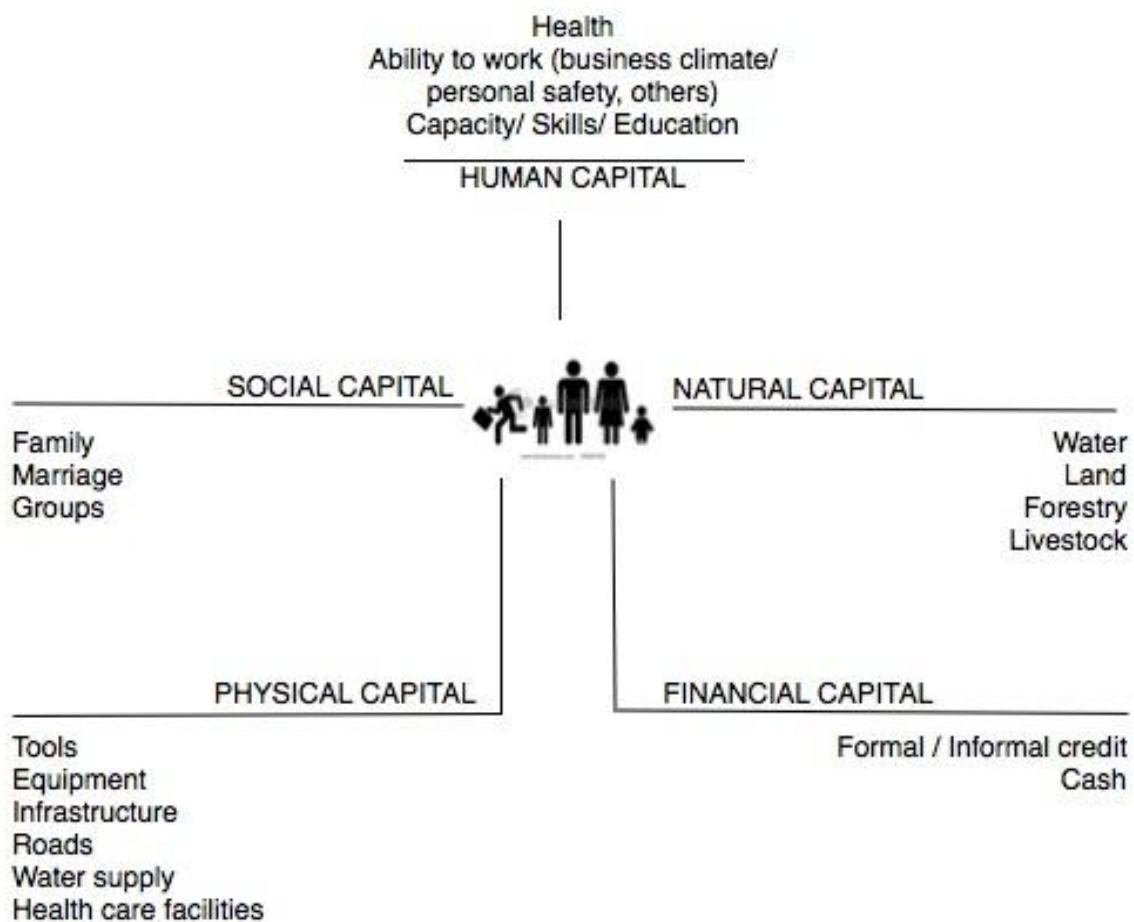 Health
Ability to work (business climate/
personal safety, others)
Capacity/ Skills/ Education
HUMAN CAPITAL
SOCIAL CAPITAL
Family
Marriage
Groups
NATURAL CAPITAL
Water
Land
Forestry
Livestock
PHYSICAL CAPITAL
Tools
Equipment
Infrastructure
Roads
Water supply
Health care facilities
FINANCIAL CAPITAL
Formal / Informal credit
Cash